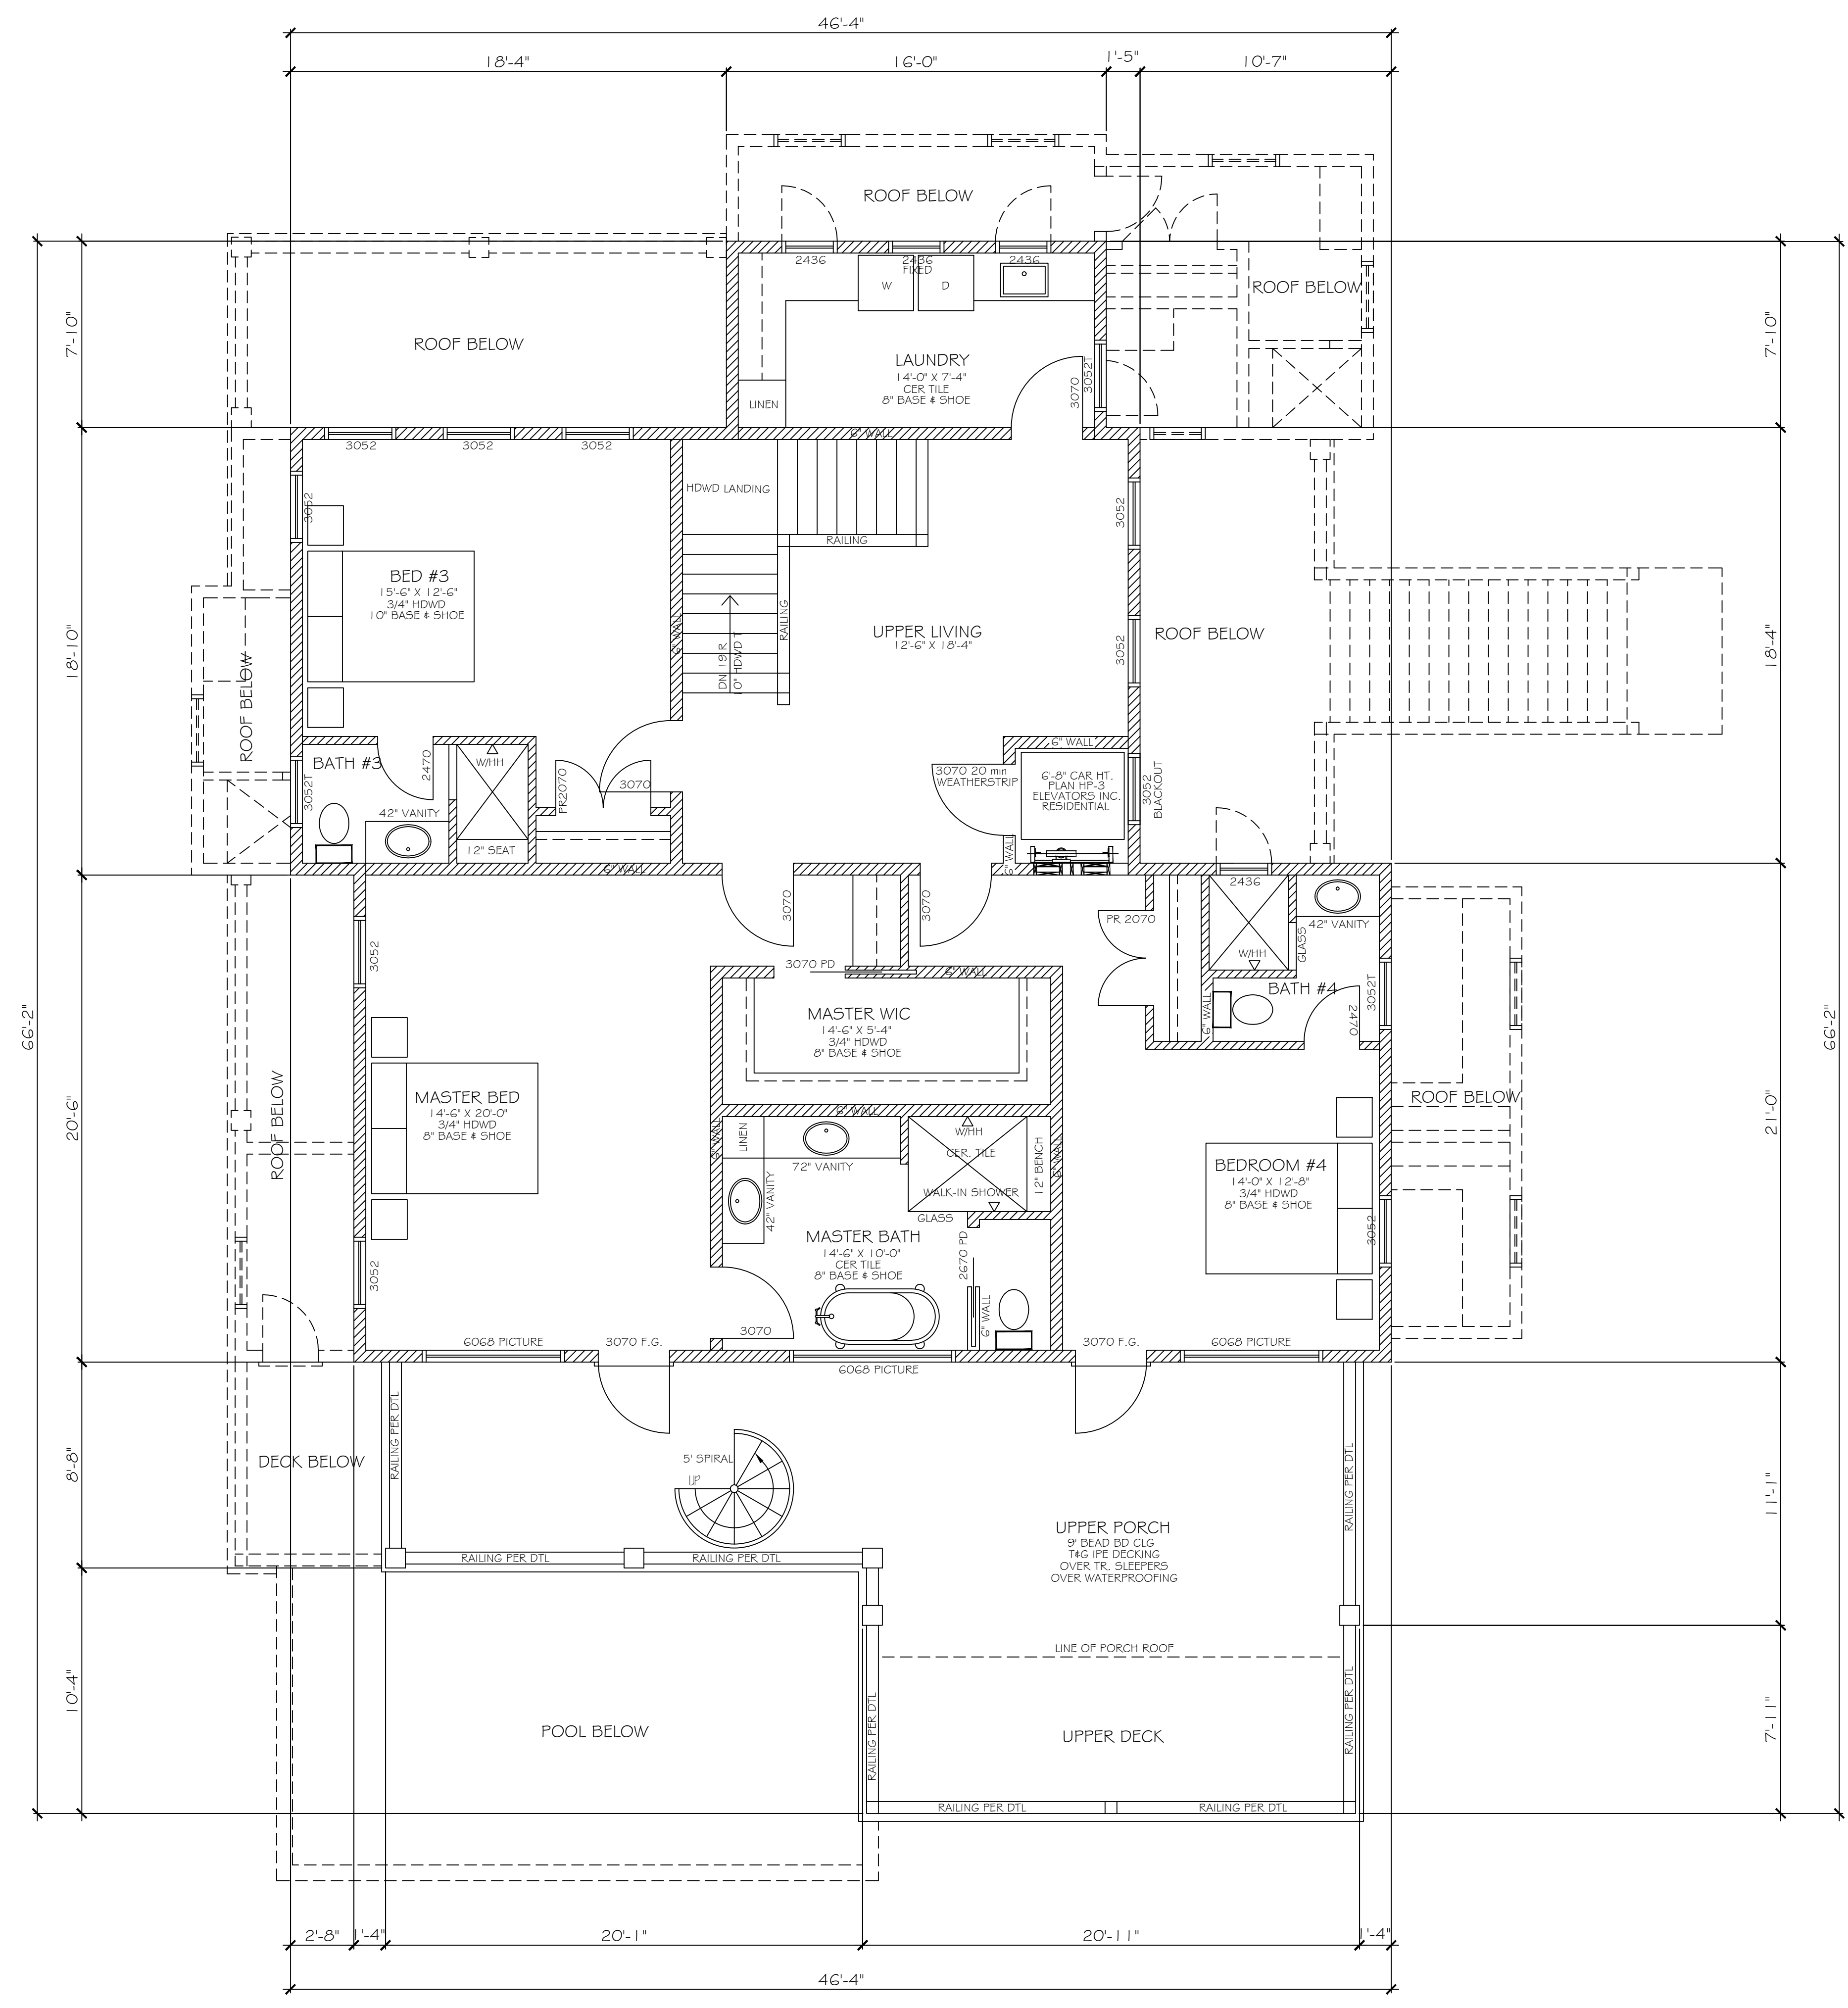 46'-4"
18'-4"
16'-0"
1'-5"
10'-7"
ROOF BELOW
2436
2436
FIXED
2436
W
D
ROOF BELOW
7'-10"
ROOF BELOW
LAUNDRY
14'-0" X 7'-4"
CER TILE
8" BASE & SHOE
3070
3052T
7'-10"
LINEN
6" WALL
3052
3052
3052
HDWD LANDING
3052
3052
RAILING
BED #3
15'-6" X 12'-6"
3/4" HDWD
10" BASE & SHOE
RAILING
6" WALL
DN 19 R
10" HDWD T
UPPER LIVING
12'-6" X 18'-4"
3052
ROOF BELOW
18'-10"
18'-4"
ROOF BELOW
BATH #3
3052T
2470
W/HH
42" VANITY
12" SEAT
PR2070
3070
6" WALL
6" WALL
3070 20 min
WEATHERSTRIP
6'-8" CAR HT.
PLAN HP-3
ELEVATORS INC.
RESIDENTIAL
3052
BLACKOUT
6" WALL
3070
3070
PR 2070
2436
42" VANITY
GLASS
W/HH
BATH #4
3052T
2470
6" WALL
3052
3070 PD
6" WALL
MASTER WIC
14'-6" X 5'-4"
3/4" HDWD
8" BASE & SHOE
66'-2"
66'-2"
ROOF BELOW
MASTER BED
14'-6" X 20'-0"
3/4" HDWD
8" BASE & SHOE
20'-6"
21'-0"
ROOF BELOW
6" WALL
6" WALL
LINEN
72" VANITY
42" VANITY
W/HH
CER. TILE
WALK-IN SHOWER
12" BENCH
6" WALL
GLASS
BEDROOM #4
14'-0" X 12'-8"
3/4" HDWD
8" BASE & SHOE
3052
MASTER BATH
14'-6" X 10'-0"
CER TILE
8" BASE & SHOE
2670 PD
6" WALL
3052
6068 PICTURE
3070 F.G.
3070
6068 PICTURE
3070 F.G.
6068 PICTURE
RAILING PER DTL
DECK BELOW
8'-8"
5' SPIRAL
UP
RAILING PER DTL
11'-1"
UPPER PORCH
9' BEAD BD CLG
T&G IPE DECKING
OVER TR. SLEEPERS
OVER WATERPROOFING
RAILING PER DTL
RAILING PER DTL
LINE OF PORCH ROOF
10'-4"
7'-11"
POOL BELOW
RAILING PER DTL
UPPER DECK
RAILING PER DTL
RAILING PER DTL
RAILING PER DTL
2'-8"
1'-4"
20'-1"
20'-11"
1'-4"
46'-4"